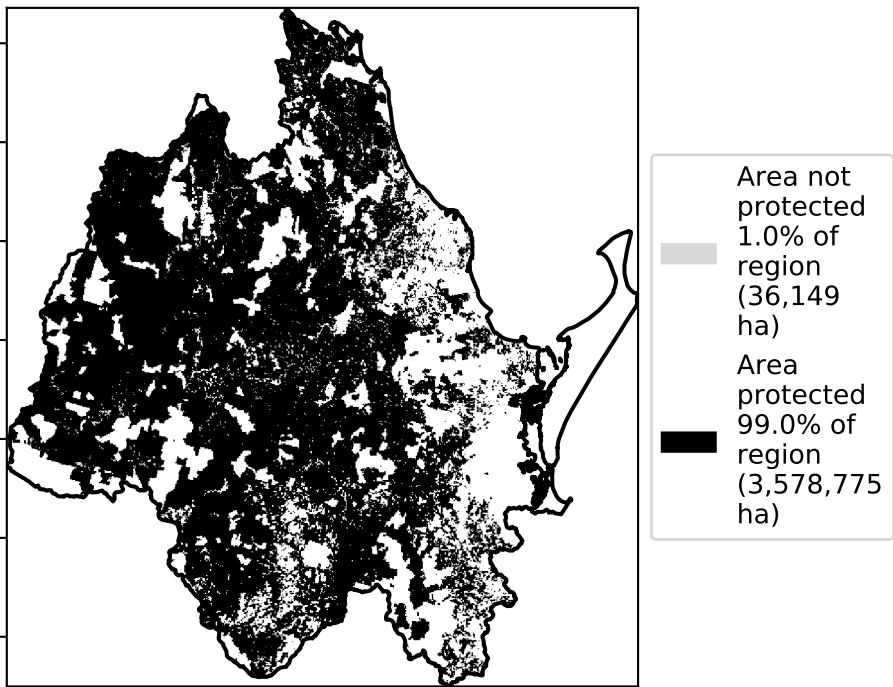 Area not
protected
1.0% of
region
(36,149
ha)
Area
protected
99.0% of
region
(3,578,775
ha)